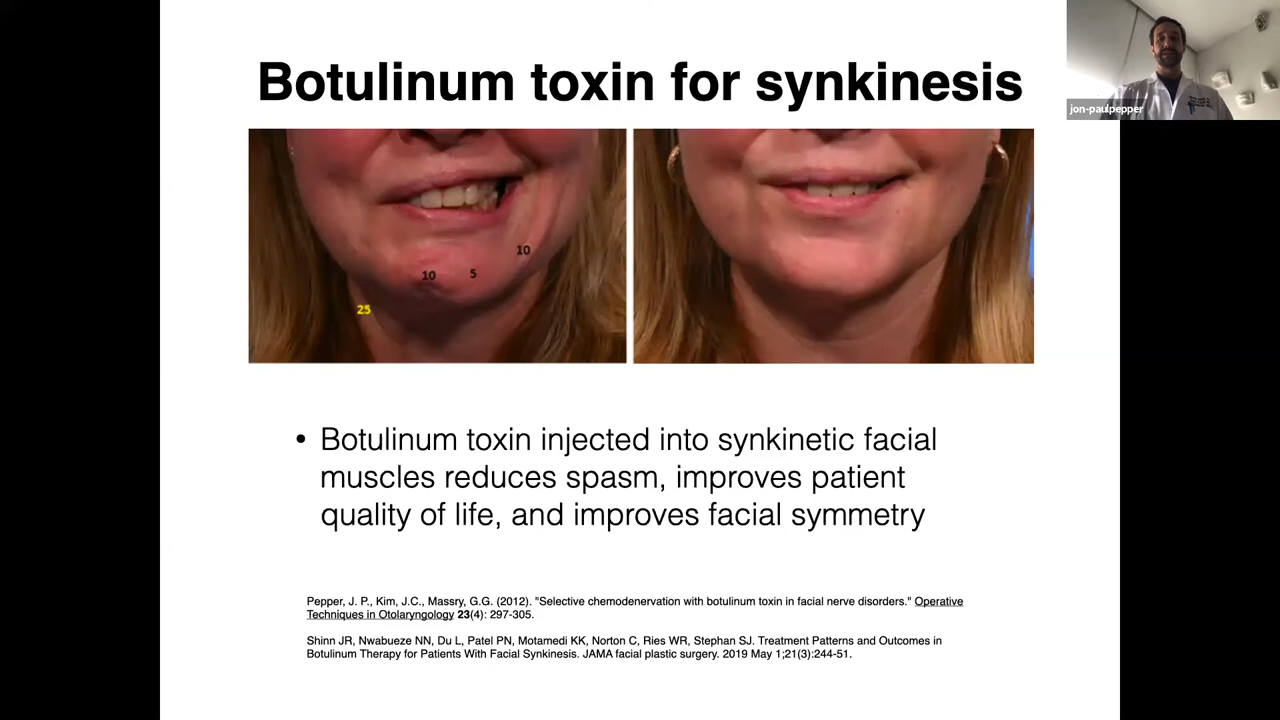 Botulinum toxin for synkinesis
jon-paulpepper
10
10
5
25
• Botulinum toxin injected into synkinetic facial
muscles reduces spasm, improves patient
quality of life, and improves facial symmetry
Pepper, J. P., Kim, J.C., Massry, G.G. (2012). "Selective chemodenervation with botulinum toxin in facial nerve disorders." Operative
Techniques in Otolaryngology 23(4): 297-305.
Shinn JR, Nwabueze NN, Du L, Patel PN, Motamedi KK, Norton C, Ries WR, Stephan SJ. Treatment Patterns and Outcomes in
Botulinum Therapy for Patients With Facial Synkinesis. JAMA facial plastic surgery. 2019 May 1;21(3):244-51.